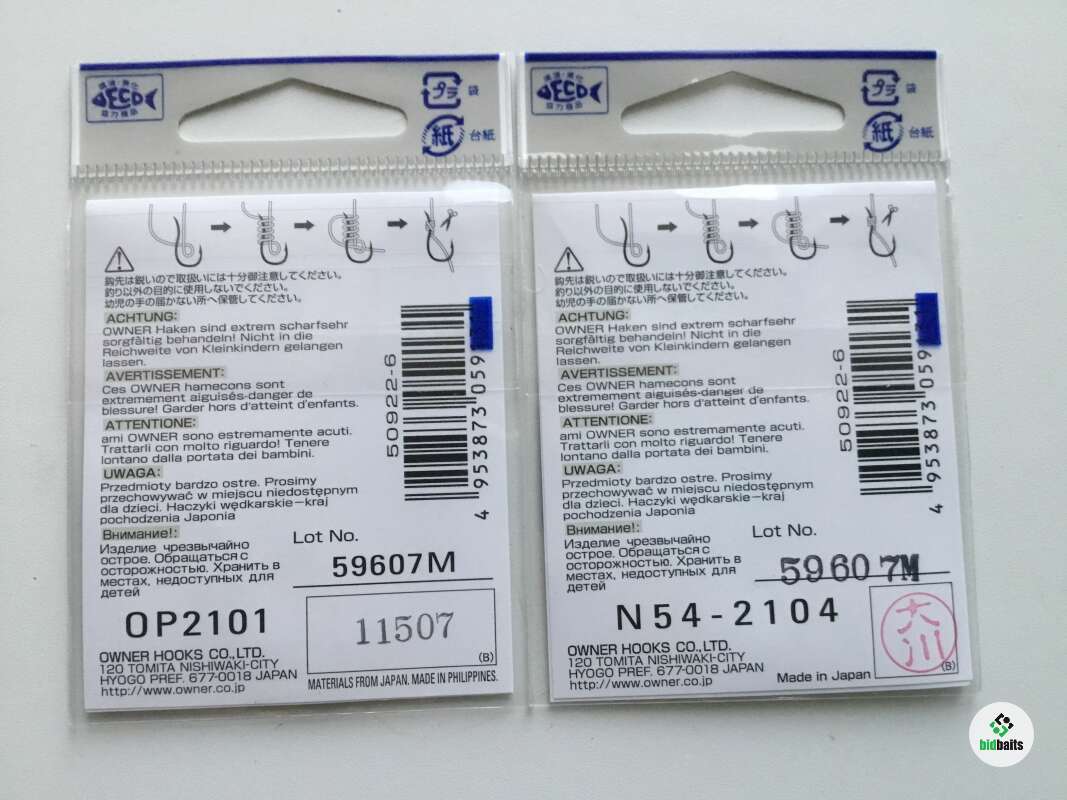 ECO
協力商品
プラ
袋
紙
台紙
鈎先は鋭いので取扱いには十分御注意してください。
釣り以外の目的に使用しないでください。
幼児の手の届かない所へ保管してください。
ACHTUNG:
OWNER Haken sind extrem scharfsehr
sorgfältig behandeln! Nicht in die
Reichweite von Kleinkindern gelangen
lassen.
AVERTISSEMENT:
Ces OWNER hamecons sont
extremement aiguisés-danger de
blessure! Garder hors d'atteint d'enfants.
ATTENTIONE:
ami OWNER sono estremamente acuti.
Trattarli con molto riguardo! Tenere
lontano dalla portata dei bambini.
UWAGA:
Przedmioty bardzo ostre. Prosimy
przechowywać w miejscu niedostępnym
dla dzieci. Haczyki wędkarskie-kraj
pochodzenia Japonia
Внимание!:
Изделие чрезвычайно
острое. Обращаться с
осторожностью. Хранить в
местах, недоступных для
детей
50922-6
4 953873 059
Lot No.
59607M
OP2101
11507
(B)
OWNER HOOKS CO.,LTD.
120 TOMITA NISHIWAKI-CITY
HYOGO PREF. 677-0018 JAPAN
http://www.owner.co.jp
MATERIALS FROM JAPAN. MADE IN PHILIPPINES.
ECO
協力商品
プラ
袋
紙
台紙
鈎先は鋭いので取扱いには十分御注意してください。
釣り以外の目的に使用しないでください。
幼児の手の届かない所へ保管してください。
ACHTUNG:
OWNER Haken sind extrem scharfsehr
sorgfältig behandeln! Nicht in die
Reichweite von Kleinkindern gelangen
lassen.
AVERTISSEMENT:
Ces OWNER hamecons sont
extremement aiguisés-danger de
blessure! Garder hors d'atteint d'enfants.
ATTENTIONE:
ami OWNER sono estremamente acuti.
Trattarli con molto riguardo! Tenere
lontano dalla portata dei bambini.
UWAGA:
Przedmioty bardzo ostre. Prosimy
przechowywać w miejscu niedostępnym
dla dzieci. Haczyki wędkarskie-kraj
pochodzenia Japonia
Внимание!:
Изделие чрезвычайно
острое. Обращаться с
осторожностью. Хранить в
местах, недоступных для
детей
50922-6
4 953873 059
Lot No.
59607M
N54-2104
大川
(B)
OWNER HOOKS CO.,LTD.
120 TOMITA NISHIWAKI-CITY
HYOGO PREF. 677-0018 JAPAN
http://www.owner.co.jp
Made in Japan
bidbaits